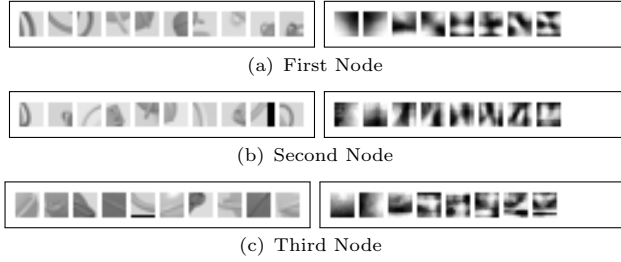 (a) First Node
(b) Second Node
(c) Third Node